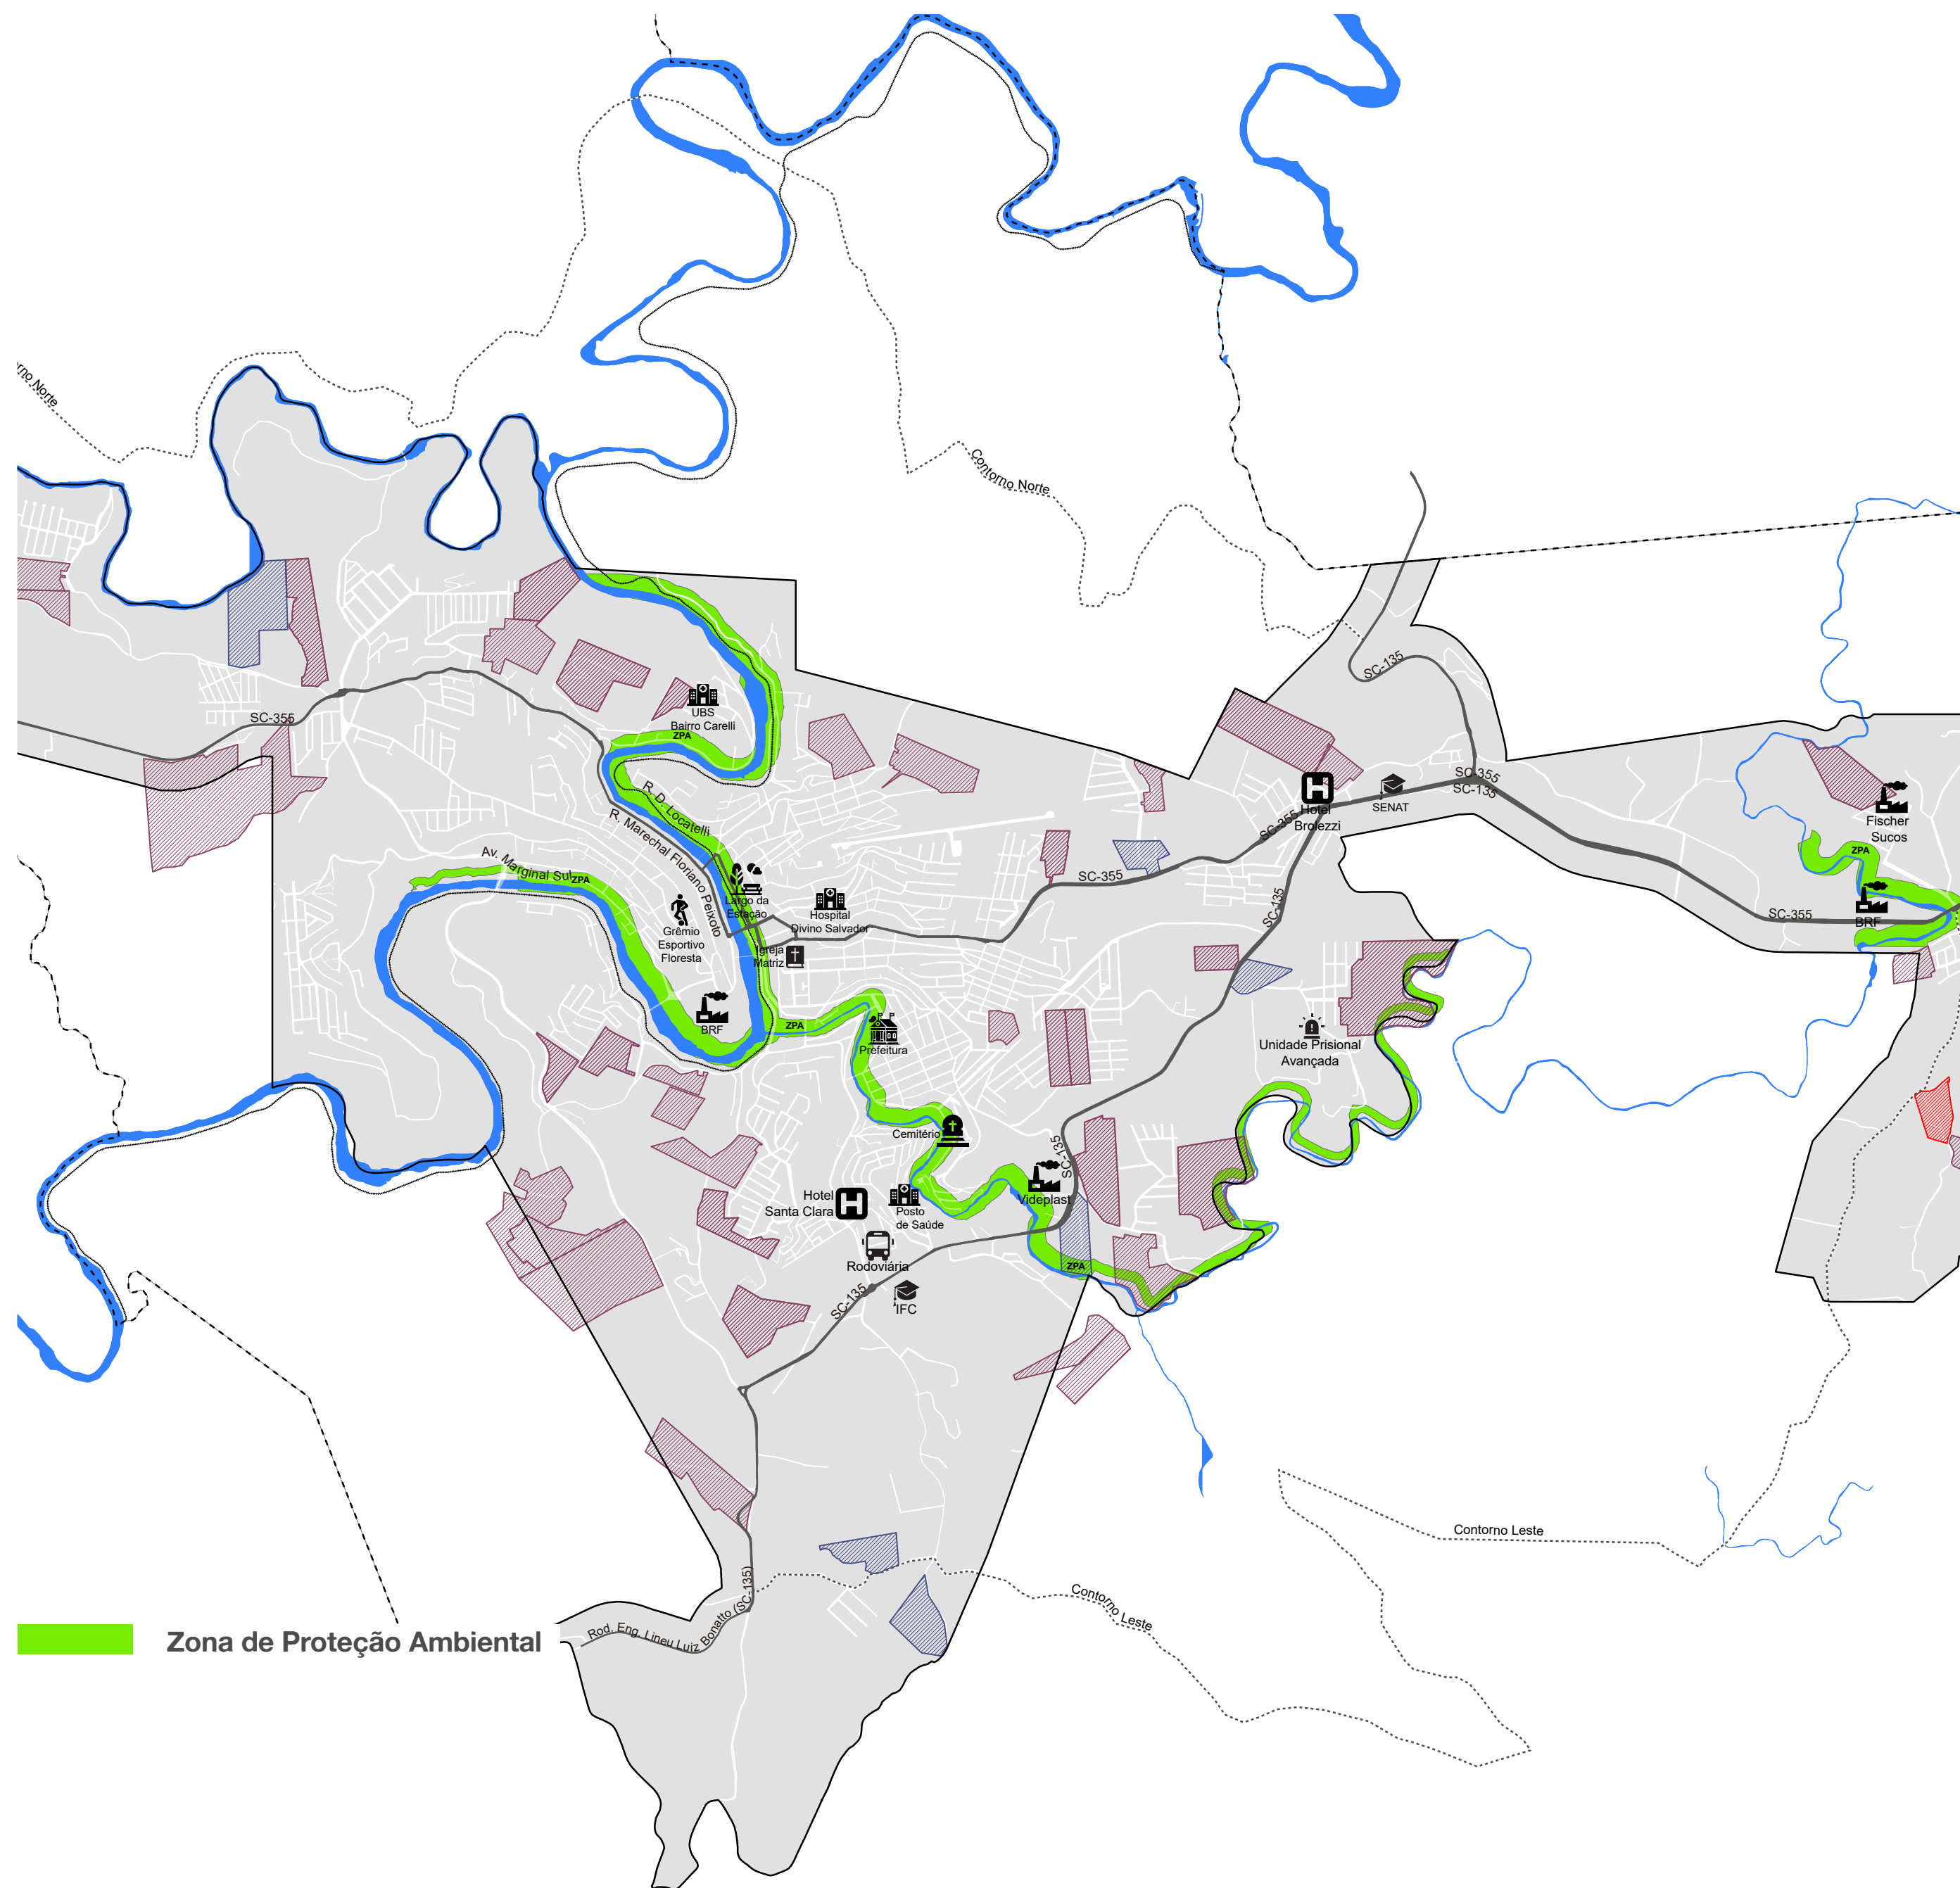 rno Norte
Contorno Norte
SC-135
SC-355
UBS
Bairro Carelli
ZPA
SC-355
SC-135
SENAT
Hotel
Brolezzi
SC-355
Fischer
Sucos
ZPA
R. D. Locatelli
R. Marechal Floriano Peixoto
Av. Marginal Sul
ZPA
SC-355
SC-135
SC-355
BRF
Largo da
Estação
Hospital
Divino Salvador
Grêmio
Esportivo
Floresta
Igreja
Matriz
BRF
ZPA
Prefeitura
Unidade Prisional
Avançada
Cemitério
SC-135
Videplast
Hotel
Santa Clara
Posto
de Saúde
Rodoviária
ZPA
SC-135
IFC
Contorno Leste
Contorno Leste
Rod. Eng. Lineu Luiz Bonatto (SC-135)
Zona de Proteção Ambiental